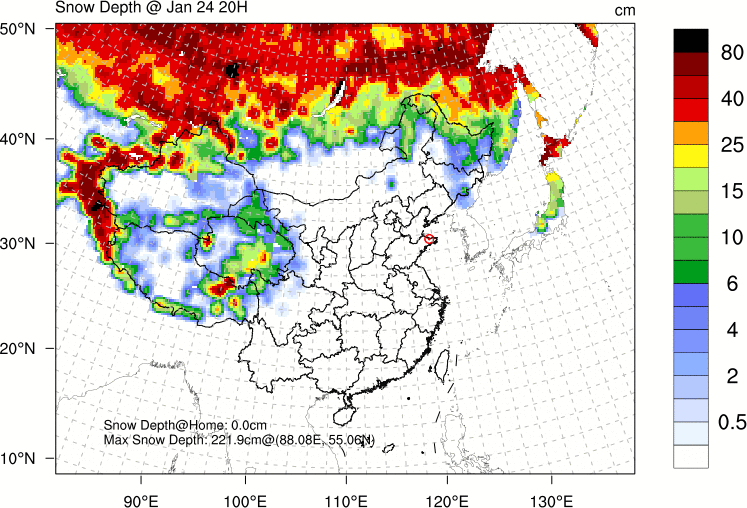 Snow Depth @ Jan 24 20H
cm
50°N
40°N
30°N
20°N
10°N
90°E
100°E
110°E
120°E
130°E
80
40
25
15
10
6
4
2
0.5
Snow Depth@Home: 0.0cm
Max Snow Depth: 221.9cm@(88.08E, 55.06N)